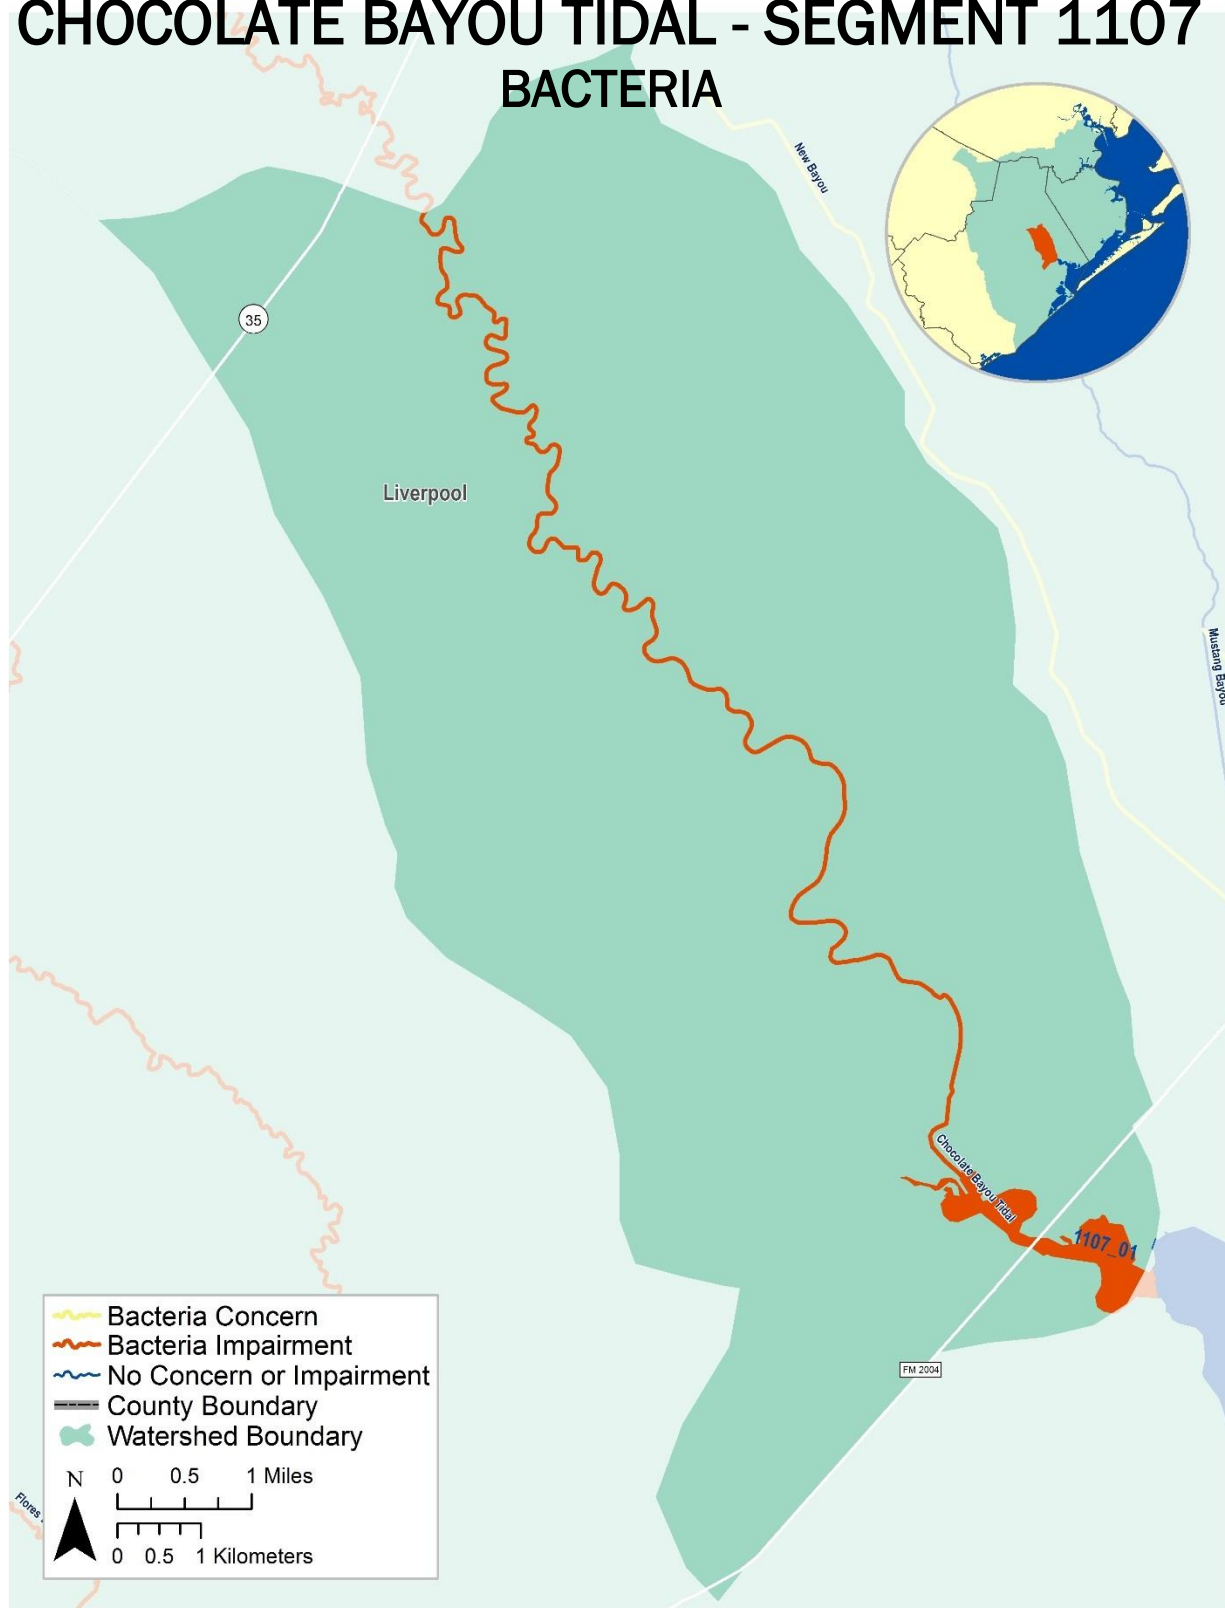 CHOCOLATE BAYOU TIDAL - SEGMENT 1107
BACTERIA
New Bayou
35
Liverpool
Mustang Bayou
Chocolate Bayou Tidal
1107_01
FM 2004
Bacteria Concern
Bacteria Impairment
No Concern or Impairment
County Boundary
Watershed Boundary
N
0 0.5 1 Miles
0 0.5 1 Kilometers
Flores